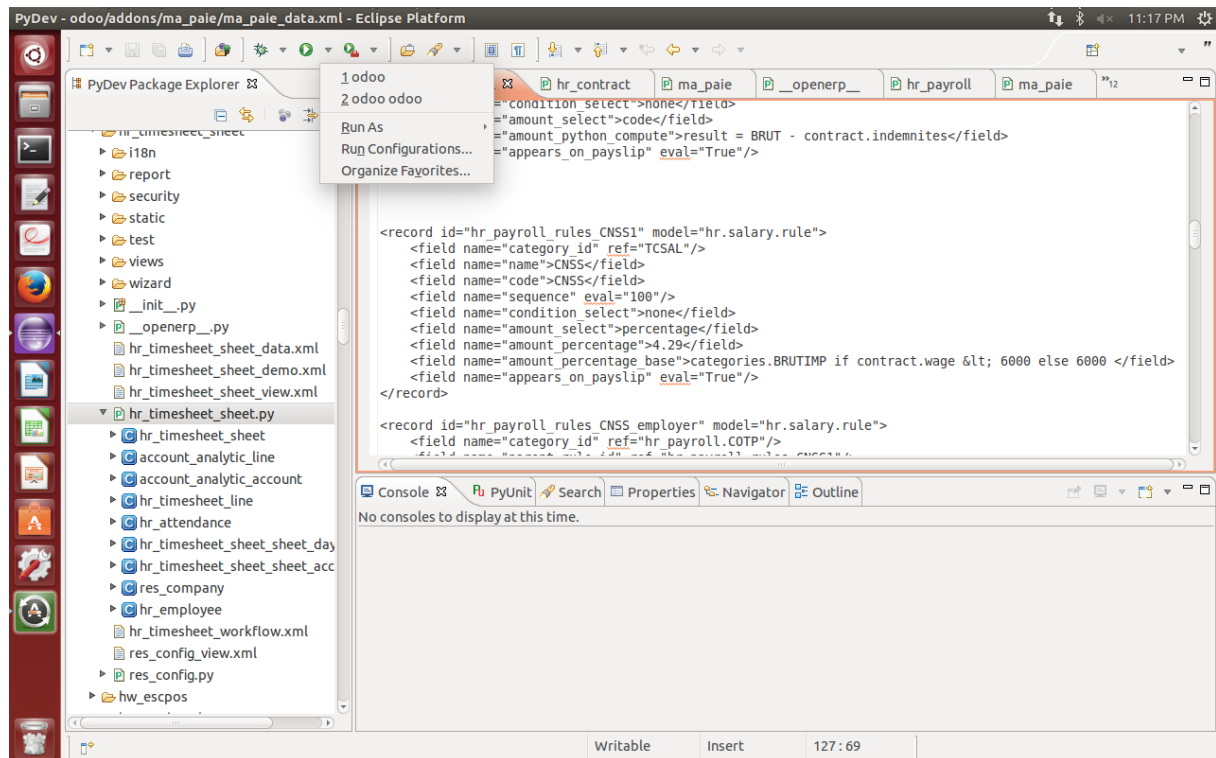 PyDev - odoo/addons/ma_paie/ma_paie_data.xml - Eclipse Platform
11:17 PM
PyDev Package Explorer
hr_contract
ma_paie
__openerp__
hr_payroll
ma_paie
»12
1 odoo
2 odoo odoo
Run As
Run Configurations...
Organize Favorites...
hr_timesheet_sheet
i18n
report
security
static
test
views
wizard
__init__.py
__openerp__.py
hr_timesheet_sheet_data.xml
hr_timesheet_sheet_demo.xml
hr_timesheet_sheet_view.xml
hr_timesheet_sheet.py
hr_timesheet_sheet
account_analytic_line
account_analytic_account
hr_timesheet_line
hr_attendance
hr_timesheet_sheet_sheet_day
hr_timesheet_sheet_sheet_acc
res_company
hr_employee
hr_timesheet_workflow.xml
res_config_view.xml
res_config.py
hw_escpos
="condition_select">none</field>
="amount_select">code</field>
="amount_python_compute">result = BRUT - contract.indemnites</field>
="appears_on_payslip" eval="True"/>
<record id="hr_payroll_rules_CNSS1" model="hr.salary.rule">
<field name="category_id" ref="TCSAL"/>
<field name="name">CNSS</field>
<field name="code">CNSS</field>
<field name="sequence" eval="100"/>
<field name="condition_select">none</field>
<field name="amount_select">percentage</field>
<field name="amount_percentage">4.29</field>
<field name="amount_percentage_base">categories.BRUTIMP if contract.wage &lt; 6000 else 6000 </field>
<field name="appears_on_payslip" eval="True"/>
</record>
<record id="hr_payroll_rules_CNSS_employer" model="hr.salary.rule">
<field name="category_id" ref="hr_payroll.COTP"/>
Console
PyUnit
Search
Properties
Navigator
Outline
No consoles to display at this time.
Writable
Insert
127 : 69